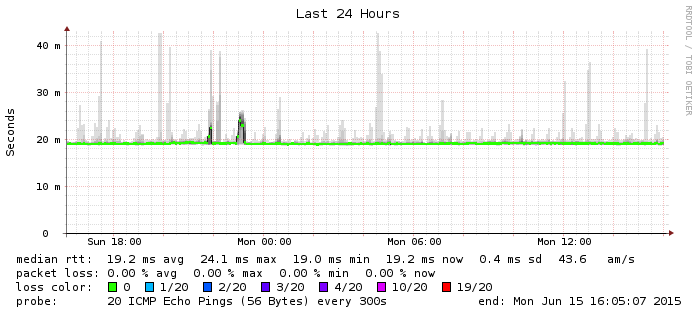 Last 24 Hours
RRDTOOL / TOBI OETIKER
Seconds
40 m
30 m
20 m
10 m
0
Sun 18:00 Mon 00:00 Mon 06:00 Mon 12:00
median rtt: 19.2 ms avg 24.1 ms max 19.0 ms min 19.2 ms now 0.4 ms sd 43.6 am/s
packet loss: 0.00 % avg 0.00 % max 0.00 % min 0.00 % now
loss color: 0 1/20 2/20 3/20 4/20 10/20 19/20
probe: 20 ICMP Echo Pings (56 Bytes) every 300s end: Mon Jun 15 16:05:07 2015